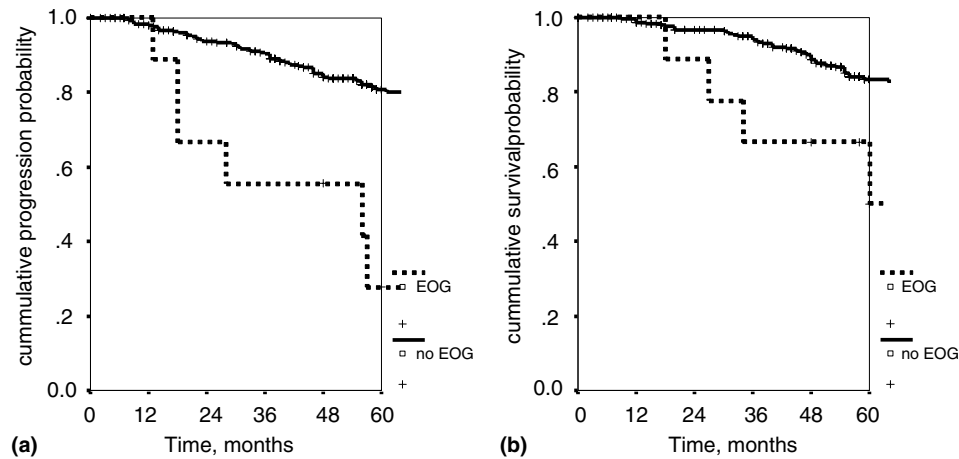 cummulative progression probability
1.0
.8
.6
.4
.2
0.0
0 12 24 36 48 60
Time, months
(a)
EOG
no EOG
cummulative survivalprobability
1.0
.8
.6
.4
.2
0.0
0 12 24 36 48 60
Time, months
(b)
EOG
no EOG